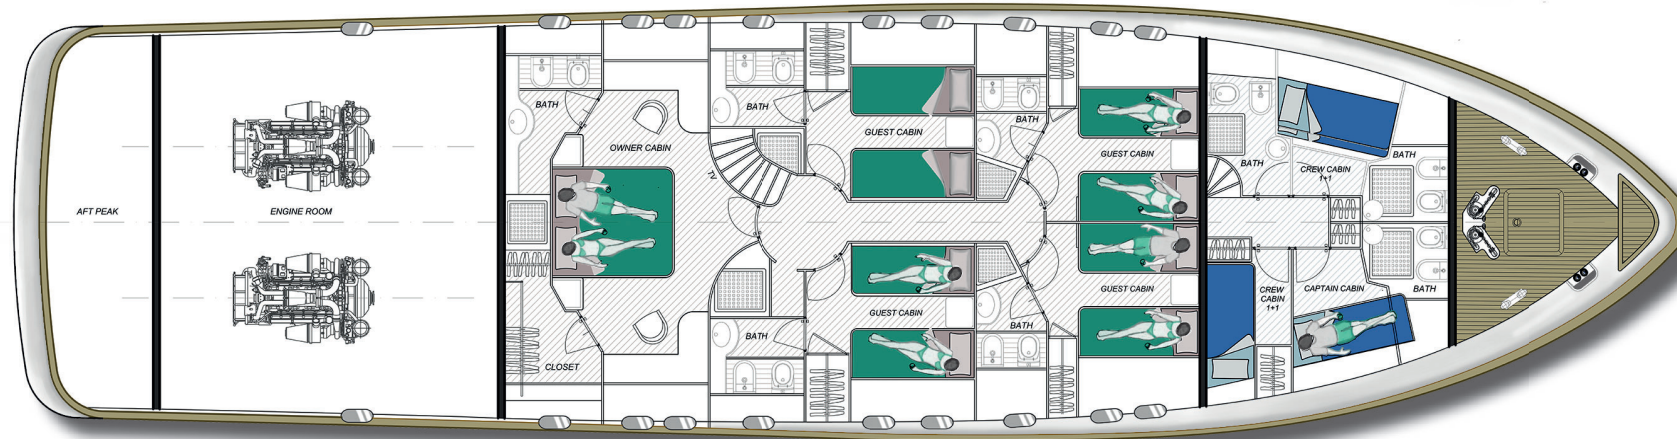 AFT PEAK
ENGINE ROOM
BATH
OWNER CABIN
CLOSET
TV
BATH
GUEST CABIN
BATH
GUEST CABIN
GUEST CABIN
BATH
BATH
GUEST CABIN
BATH
CREW CABIN
1+1
BATH
CREW
CABIN
1+1
CAPTAIN CABIN
BATH